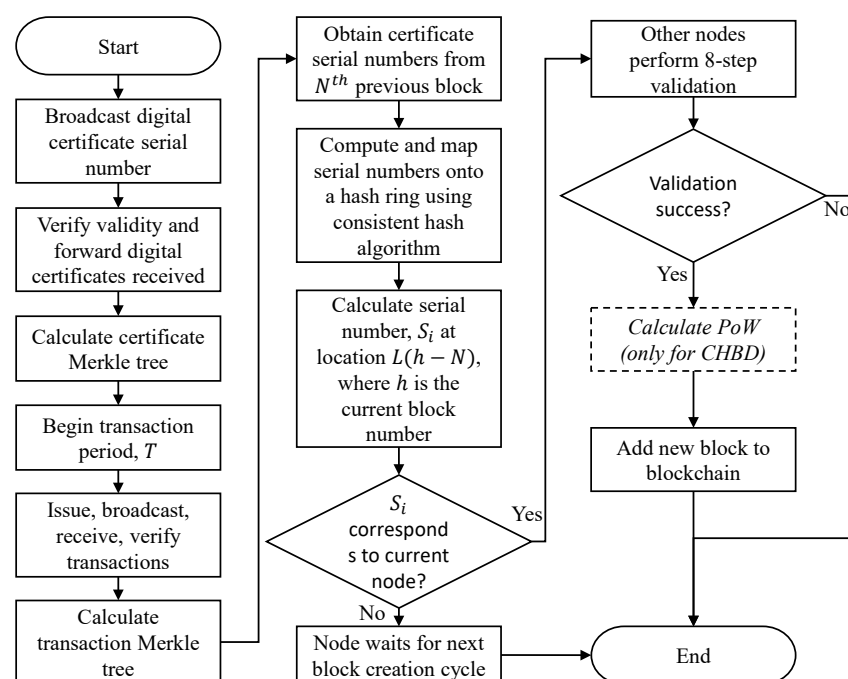 Start
Broadcast digital
certificate serial
number
Verify validity and
forward digital
certificates received
Calculate certificate
Merkle tree
Begin transaction
period, T
Issue, broadcast,
receive, verify
transactions
Calculate
transaction Merkle
tree
Obtain certificate
serial numbers from
Nth previous block
Compute and map
serial numbers onto
a hash ring using
consistent hash
algorithm
Calculate serial
number, Si at
location L(h − N),
where h is the
current block
number
Si
correspond
s to current
node?
Yes
No
Node waits for next
block creation cycle
Other nodes
perform 8-step
validation
Validation
success?
No
Yes
Calculate PoW
(only for CHBD)
Add new block to
blockchain
End